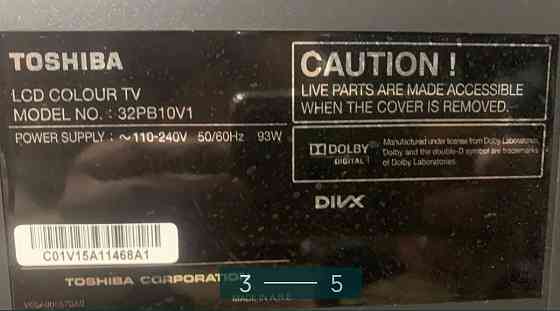 TOSHIBA
LCD COLOUR TV
MODEL NO. : 32PB10V1
POWER SUPPLY : ～110-240V 50/60Hz 93W
CAUTION !
LIVE PARTS ARE MADE ACCESSIBLE
WHEN THE COVER IS REMOVED.
DOLBY
DIGITAL
Manufactured under license from Dolby Laboratories.
Dolby and the double-D symbol are trademarks
of Dolby Laboratories.
DIVX
C01V15A11468A1
TOSHIBA CORPORATION
3 — 5
MADE IN A.R.E